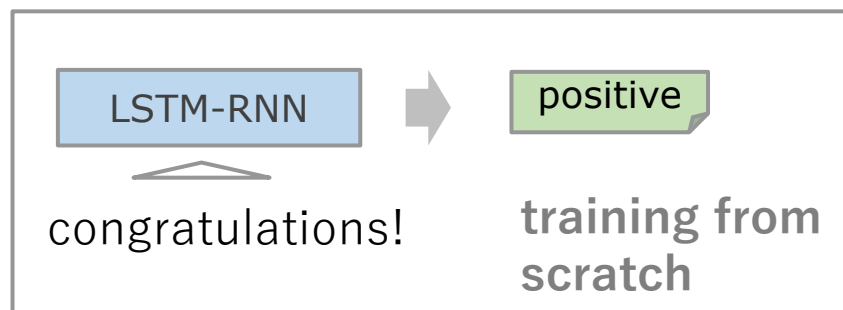 LSTM-RNN
positive
congratulations!
training from
scratch